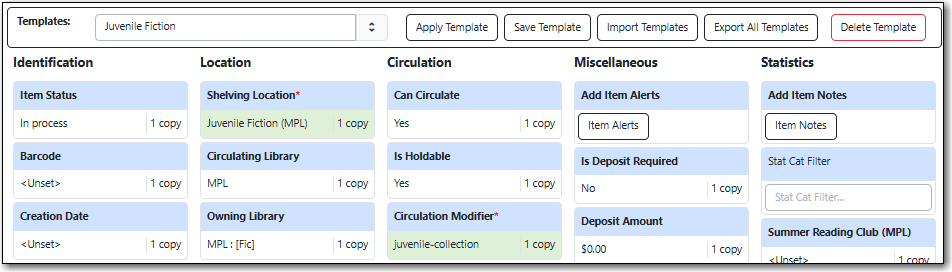 Templates: Juvenile Fiction Apply Template Save Template Import Templates Export All Templates Delete Template
Identification Location Circulation Miscellaneous Statistics
Item Status Shelving Location* Can Circulate Add Item Alerts Add Item Notes
In process 1 copy Juvenile Fiction (MPL) 1 copy Yes 1 copy Item Alerts Item Notes
Barcode Circulating Library Is Holdable Is Deposit Required Stat Cat Filter
<Unset> 1 copy MPL 1 copy Yes 1 copy No 1 copy Stat Cat Filter...
Creation Date Owning Library Circulation Modifier* Deposit Amount Summer Reading Club (MPL)
<Unset> 1 copy MPL : [Fic] 1 copy juvenile-collection 1 copy $0.00 1 copy <Unset> 1 copy